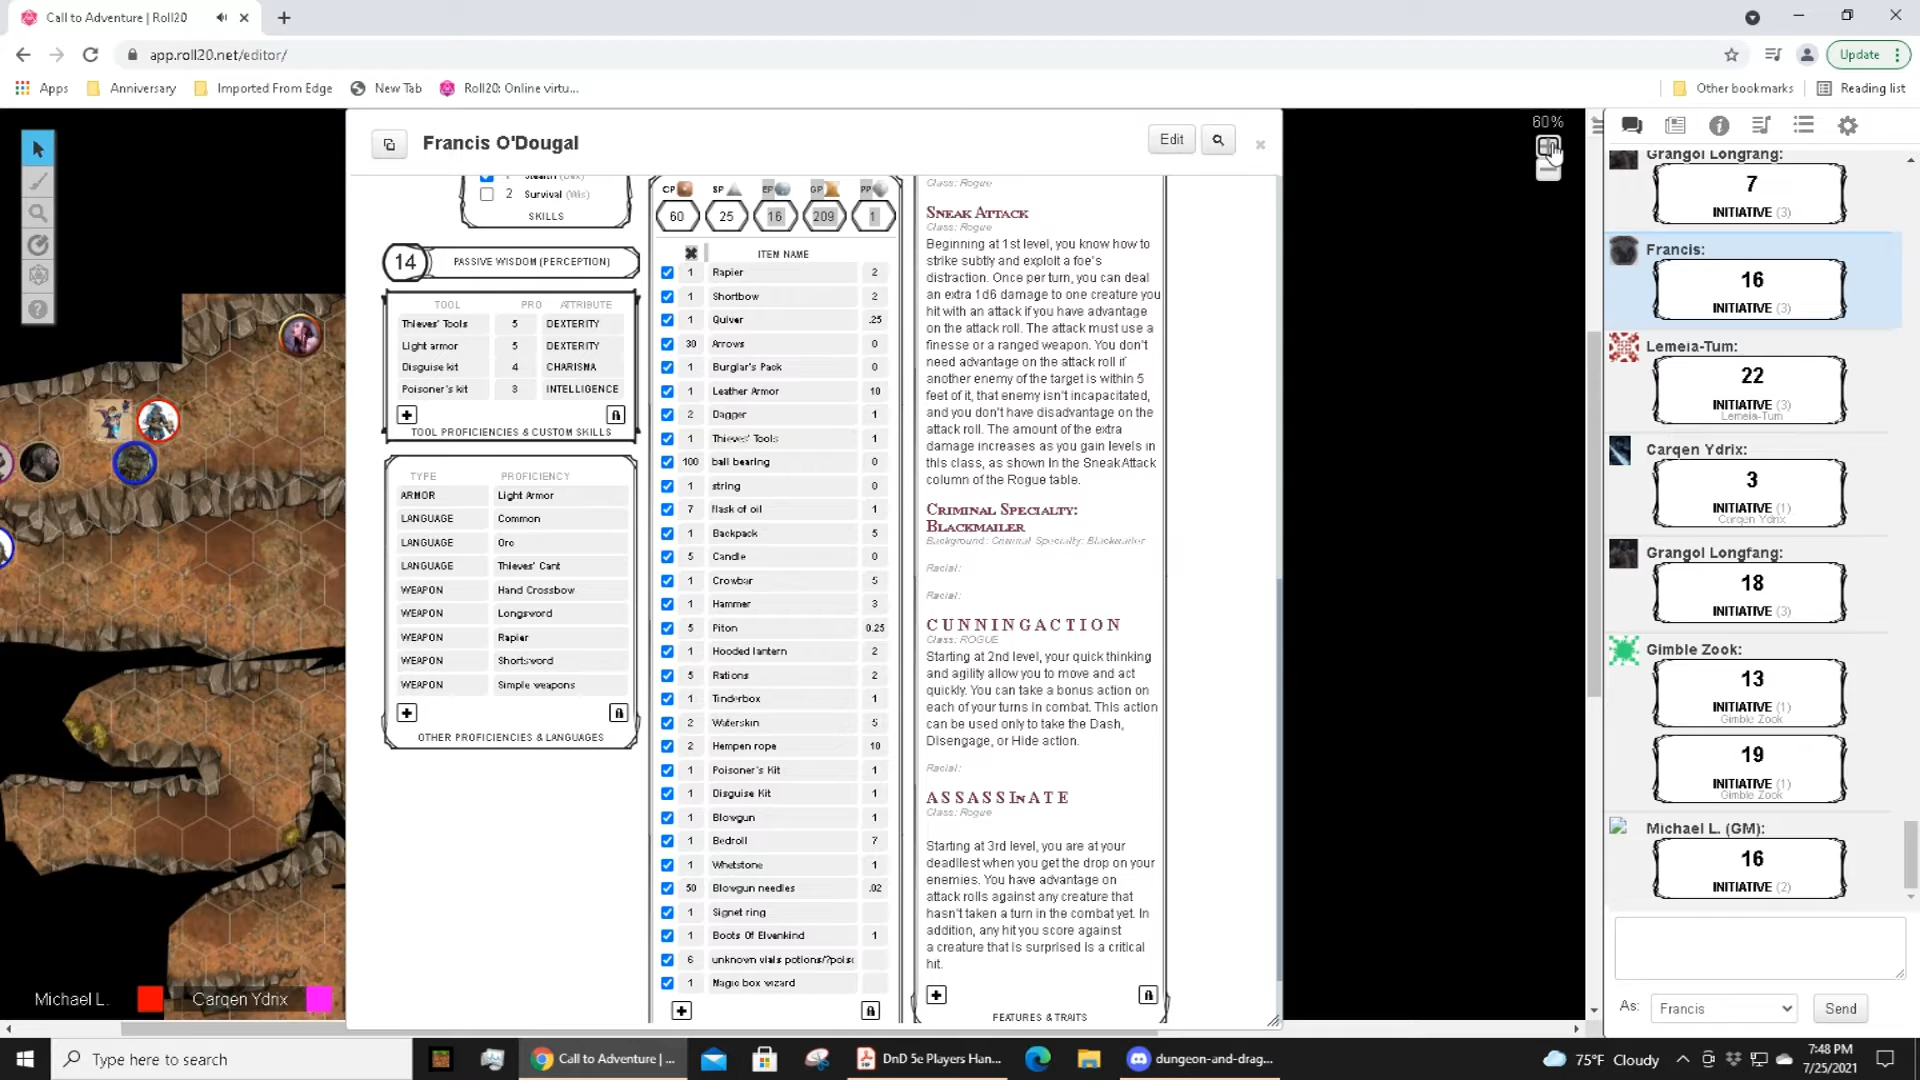 Call to Adventure | Roll20
app.roll20.net/editor/
Update
Apps
Anniversary
Imported From Edge
New Tab
Roll20: Online virtu...
Other bookmarks
Reading list
Francis O'Dougal
Edit
60%
2 Survival (Wis)
SKILLS
14 PASSIVE WISDOM (PERCEPTION)
TOOL PRO ATTRIBUTE
Thieves' Tools 5 DEXTERITY
Light armor 5 DEXTERITY
Disguise kit 4 CHARISMA
Poisoner's kit 3 INTELLIGENCE
TOOL PROFICIENCIES & CUSTOM SKILLS
TYPE PROFICIENCY
ARMOR Light Armor
LANGUAGE Common
LANGUAGE Orc
LANGUAGE Thieves' Cant
WEAPON Hand Crossbow
WEAPON Longsword
WEAPON Rapier
WEAPON Shortsword
WEAPON Simple weapons
OTHER PROFICIENCIES & LANGUAGES
CP SP EP GP PP
60 25 16 209 1
ITEM NAME
1 Rapier 2
1 Shortbow 2
1 Quiver .25
30 Arrows 0
1 Burglar's Pack 0
1 Leather Armor 10
2 Dagger 1
1 Thieves' Tools 1
100 ball bearing 0
1 string 0
7 flask of oil 1
1 Backpack 5
5 Candle 0
1 Crowbar 5
1 Hammer 3
5 Piton 0.25
1 Hooded lantern 2
5 Rations 2
1 Tinderbox 1
2 Waterskin 5
2 Hempen rope 10
1 Poisoner's Kit 1
1 Disguise Kit 1
1 Blowgun 1
1 Bedroll 7
1 Whetstone 1
50 Blowgun needles .02
1 Signet ring
1 Boots Of Elvenkind 1
6 unknown vials potions/?pois
1 Magic box wizard
Class: Rogue
SNEAK ATTACK
Class: Rogue
Beginning at 1st level, you know how to
strike subtly and exploit a foe's
distraction. Once per turn, you can deal
an extra 1d6 damage to one creature you
hit with an attack if you have advantage
on the attack roll. The attack must use a
finesse or a ranged weapon. You don't
need advantage on the attack roll if
another enemy of the target is within 5
feet of it, that enemy isn't incapacitated,
and you don't have disadvantage on the
attack roll. The amount of the extra
damage increases as you gain levels in
this class, as shown in the Sneak Attack
column of the Rogue table.
CRIMINAL SPECIALTY:
BLACKMAILER
Background: Criminal Specialty: Blackmailer
Racial:
Racial:
CUNNINGACTION
Class: ROGUE
Starting at 2nd level, your quick thinking
and agility allow you to move and act
quickly. You can take a bonus action on
each of your turns in combat. This action
can be used only to take the Dash,
Disengage, or Hide action.
Racial:
ASSASSInATE
Class: Rogue
Starting at 3rd level, you are at your
deadliest when you get the drop on your
enemies. You have advantage on
attack rolls against any creature that
hasn't taken a turn in the combat yet. In
addition, any hit you score against
a creature that is surprised is a critical
hit.
FEATURES & TRAITS
Grangol Longfang:
7
INITIATIVE (3)
Francis:
16
INITIATIVE (3)
Lemeia-Tum:
22
INITIATIVE (3)
Lemeia-Tum
Carqen Ydrix:
3
INITIATIVE (1)
Carqen Ydrix
Grangol Longfang:
18
INITIATIVE (3)
Gimble Zook:
13
INITIATIVE (1)
Gimble Zook
19
INITIATIVE (1)
Gimble Zook
Michael L. (GM):
16
INITIATIVE (2)
As: Francis
Send
Michael L.
Carqen Ydrix
Type here to search
Call to Adventure | ...
DnD 5e Players Han...
dungeon-and-drag...
75°F Cloudy
7:48 PM
7/25/2021